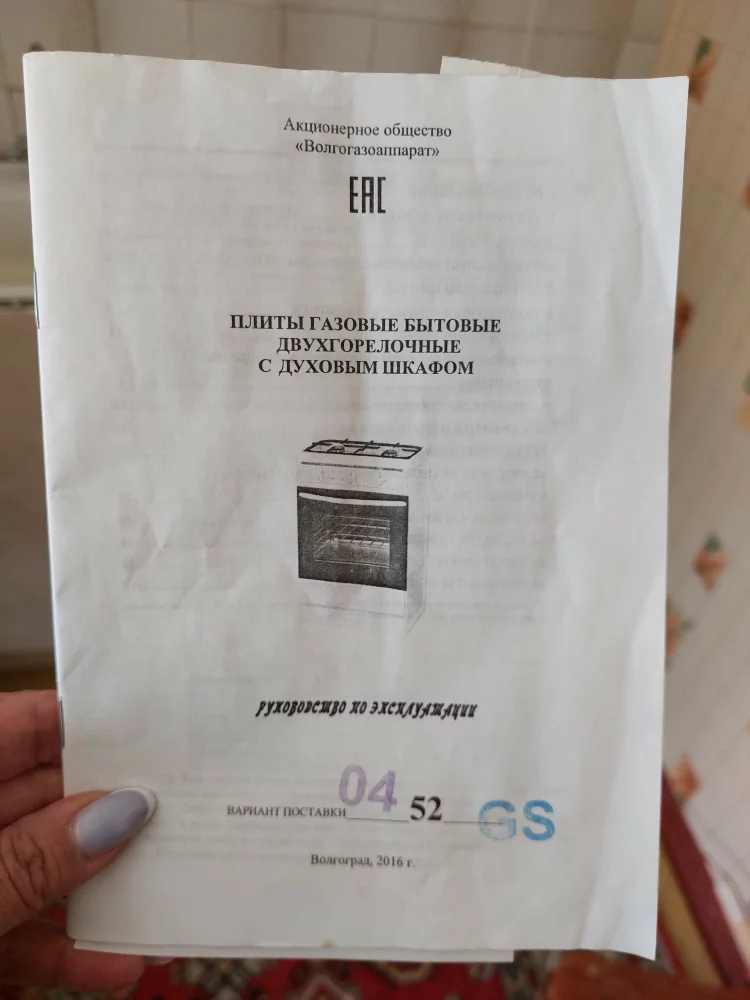 Акционерное общество
«Волгогазоаппарат»
ЕАС
ПЛИТЫ ГАЗОВЫЕ БЫТОВЫЕ
ДВУХГОРЕЛОЧНЫЕ
С ДУХОВЫМ ШКАФОМ
РУКОВОДСТВО ПО ЭКСПЛУАТАЦИИ
ВАРИАНТ ПОСТАВКИ 04 52 GS
Волгоград, 2016 г.